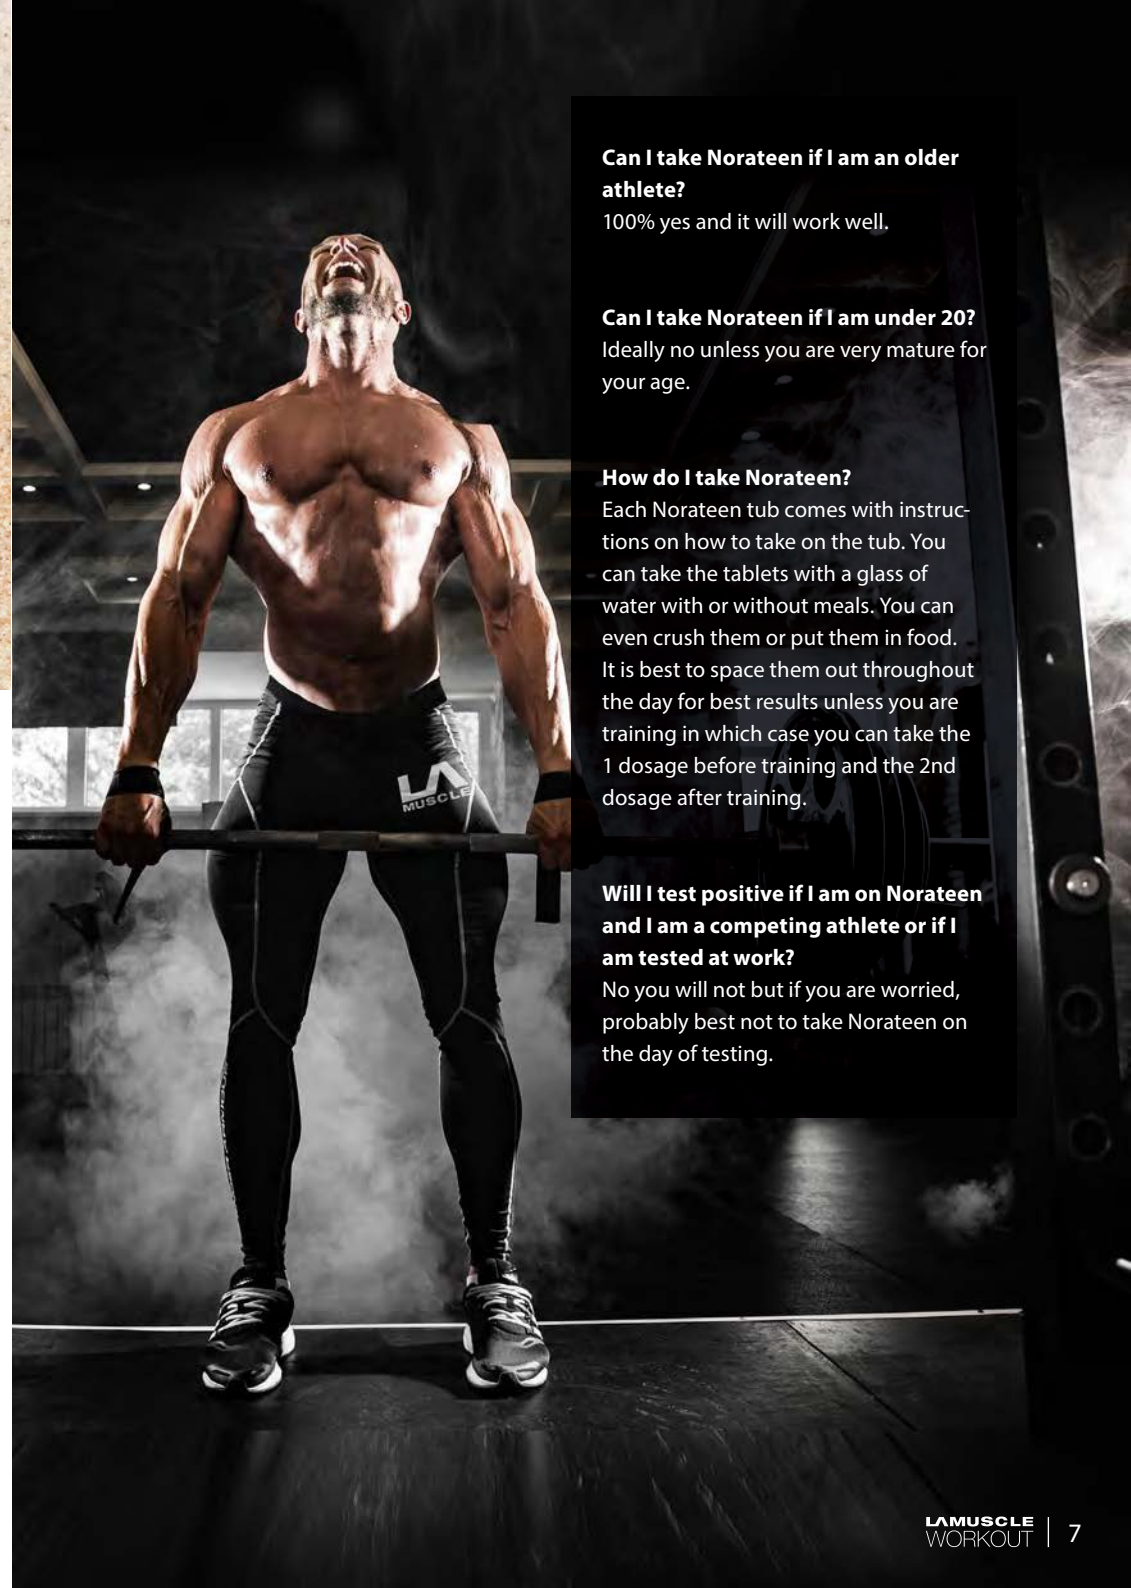 Can I take Norateen if I am an older
athlete?
100% yes and it will work well.
Can I take Norateen if I am under 20?
Ideally no unless you are very mature for
your age.
How do I take Norateen?
Each Norateen tub comes with instruc-
tions on how to take on the tub. You
can take the tablets with a glass of
water with or without meals. You can
even crush them or put them in food.
It is best to space them out throughout
the day for best results unless you are
training in which case you can take the
1 dosage before training and the 2nd
dosage after training.
Will I test positive if I am on Norateen
and I am a competing athlete or if I
am tested at work?
No you will not but if you are worried,
probably best not to take Norateen on
the day of testing.
LA
MUSCLE
LAMUSCLE
WORKOUT | 7